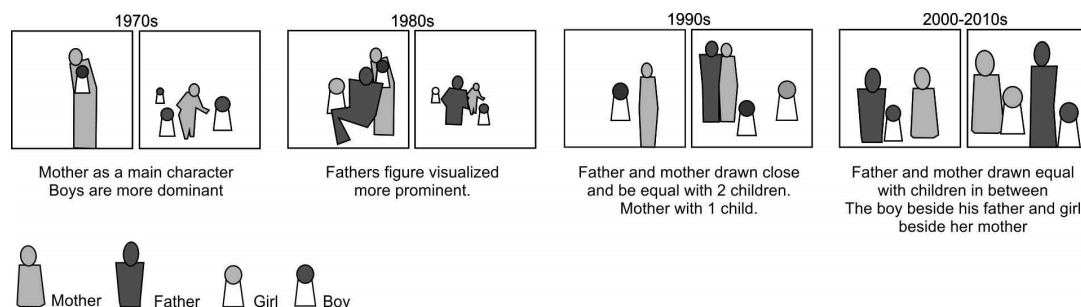 1970s
1980s
1990s
2000-2010s
Mother as a main character
Boys are more dominant
Fathers figure visualized
more prominent.
Father and mother drawn close
and be equal with 2 children.
Mother with 1 child.
Father and mother drawn equal
with children in between
The boy beside his father and girl
beside her mother
Mother
Father
Girl
Boy